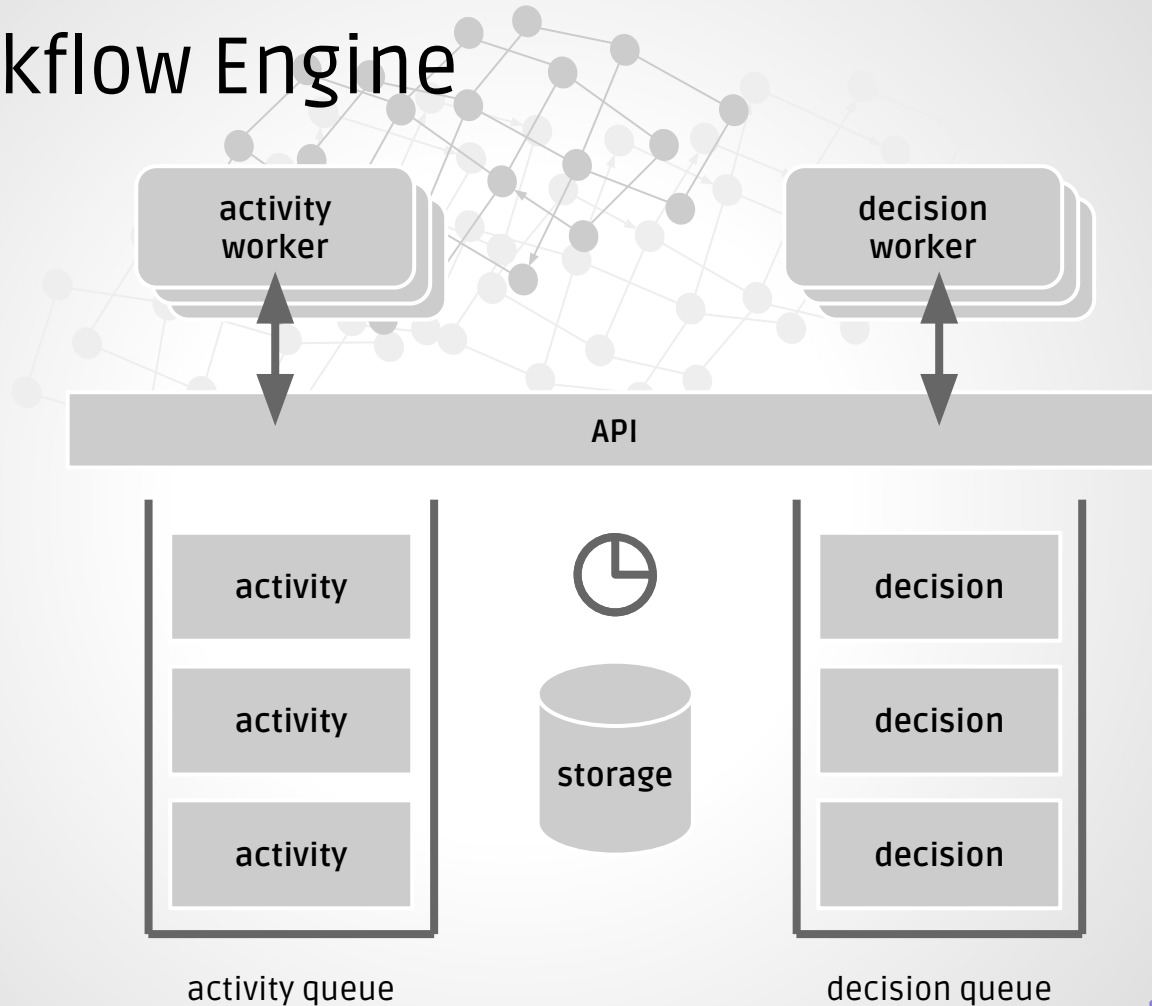 kflow Engine
activity
worker
decision
worker
API
activity
decision
activity
decision
storage
activity
decision
activity queue
decision queue